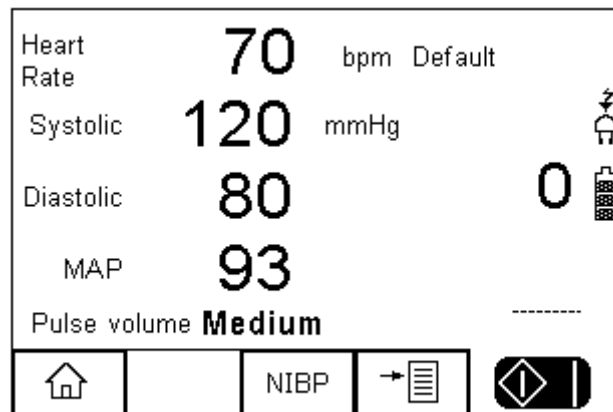 Heart Rate 70 bpm Default
Systolic 120 mmHg
Diastolic 80 0
MAP 93
Pulse volume Medium ---------
NIBP